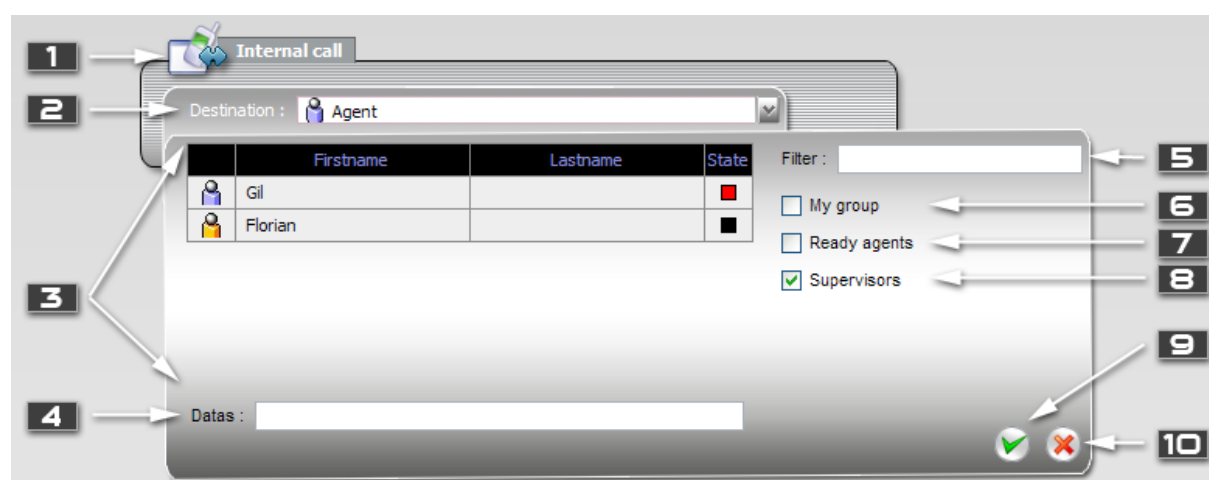 1
Internal call
2
Destination : Agent
Firstname Lastname State
Filter :
5
Gil
My group
6
Florian
Ready agents
7
Supervisors
8
3
9
4
Datas :
10